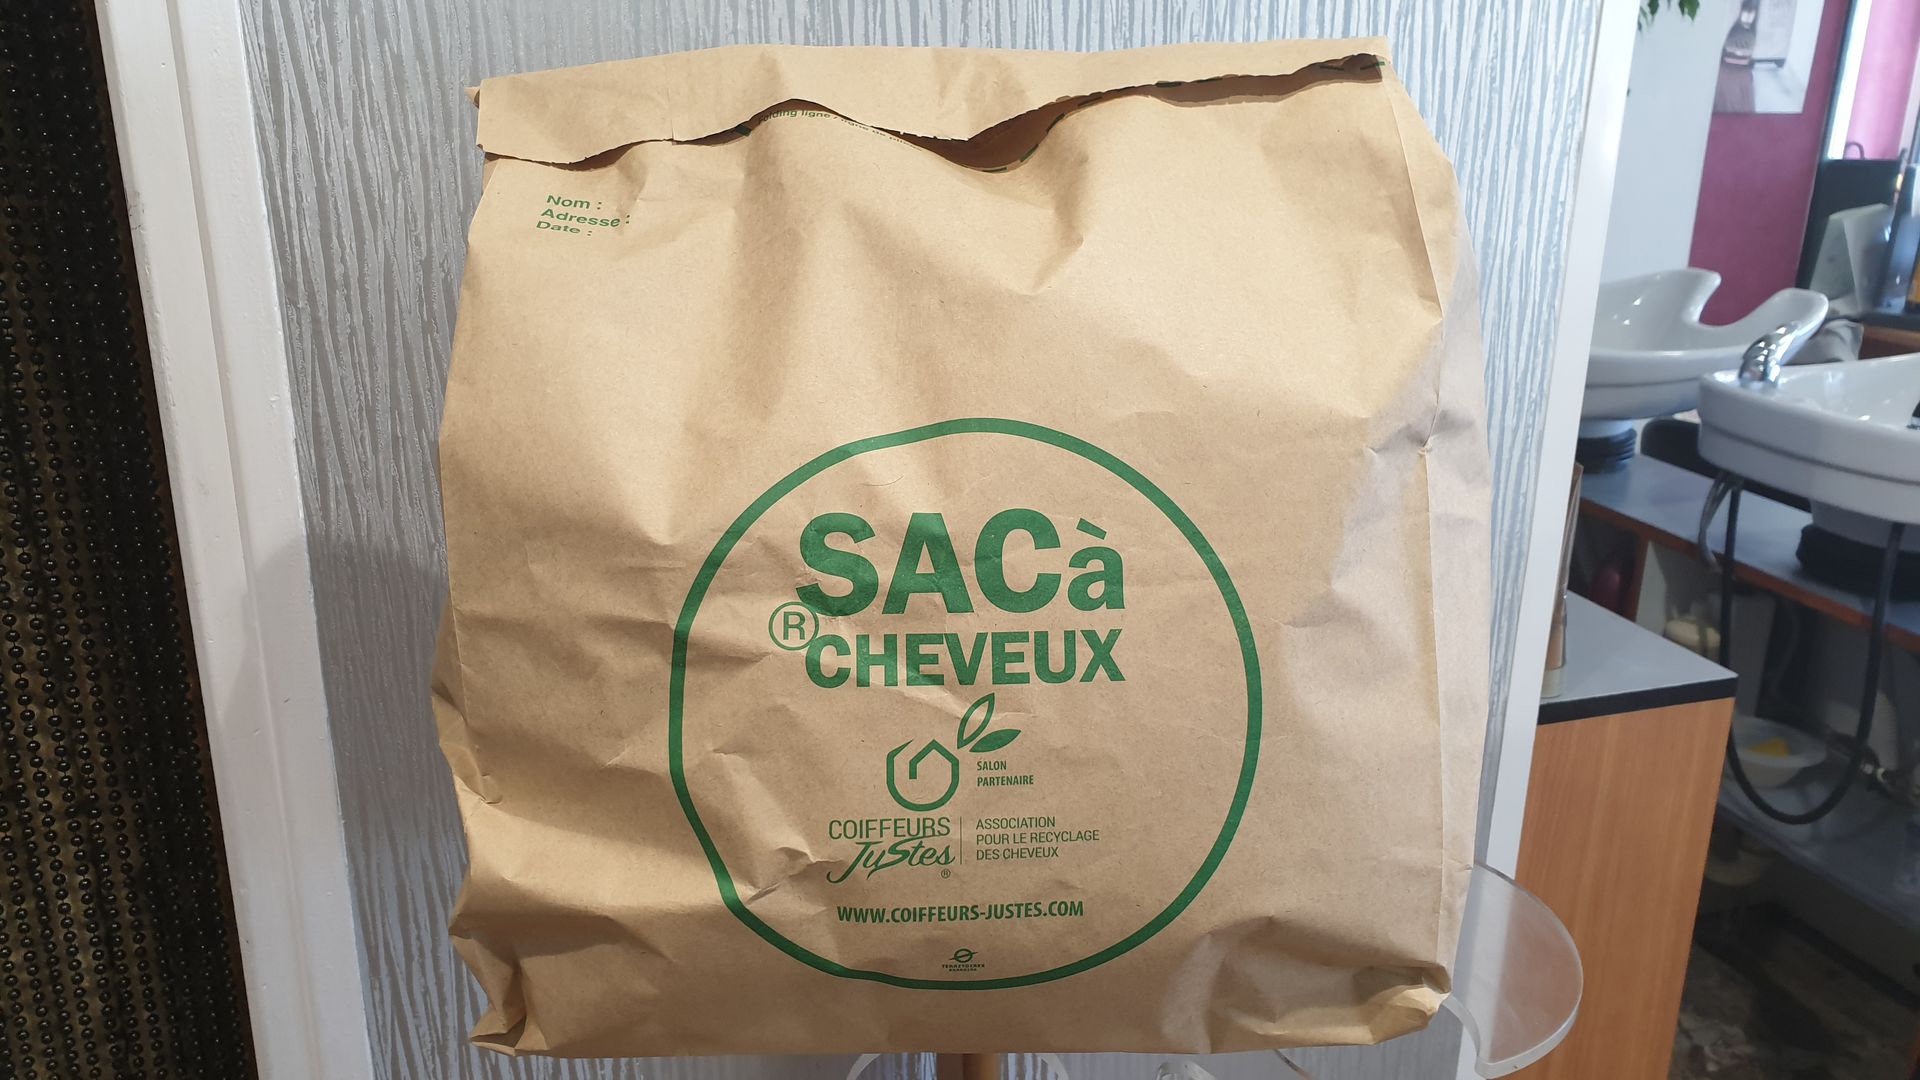 Nom :
Adresse :
Date :
SACà
®CHEVEUX
SALON
PARTENAIRE
COIFFEURS
JuStes
®
ASSOCIATION
POUR LE RECYCLAGE
DES CHEVEUX
WWW.COIFFEURS-JUSTES.COM